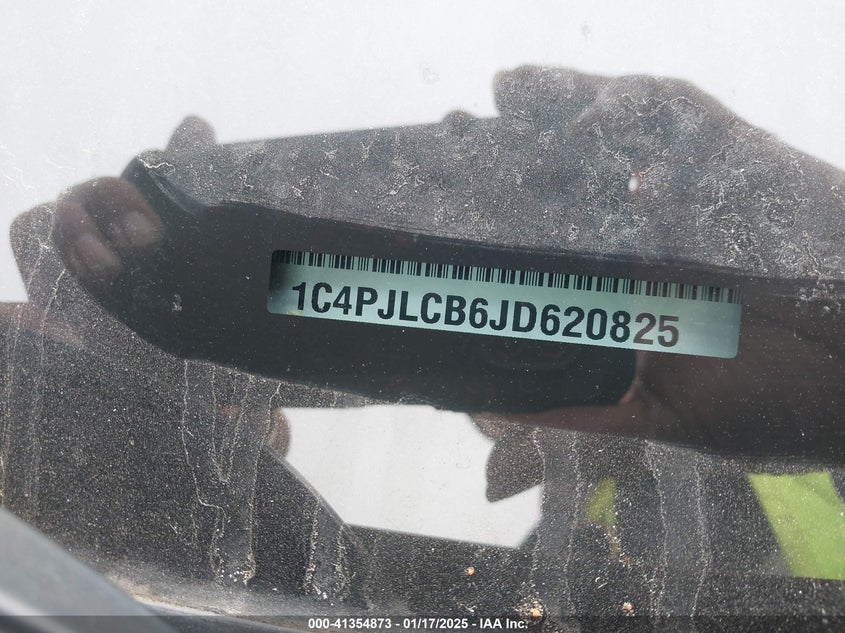 1C4PJLCB6JD620825
000-41354873 — 01/17/2025 — IAA Inc.